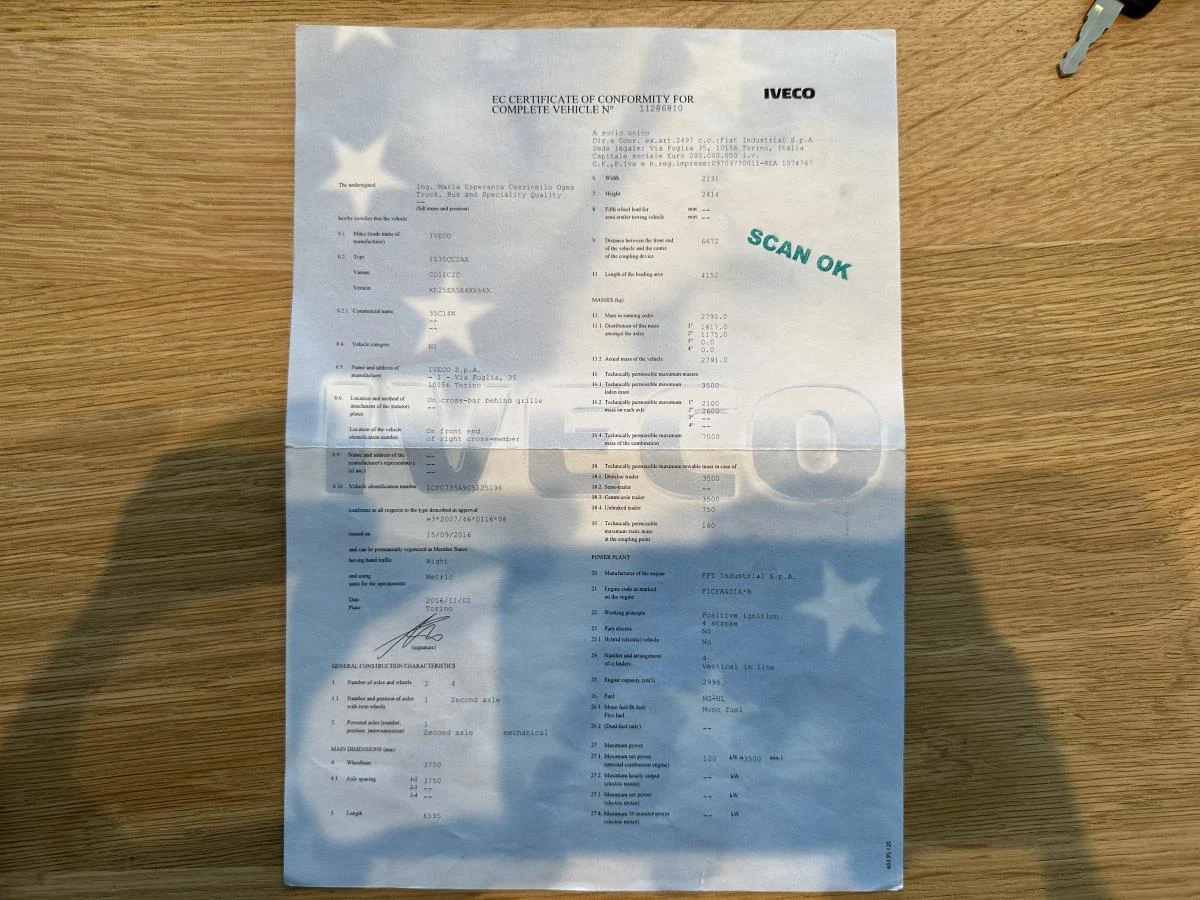 IVECO
EC CERTIFICATE OF CONFORMITY FOR
COMPLETE VEHICLE N° 11286810
A socio unico
Dir.e Coor. ex.art.2497 c.c.:Fiat Industrial S.p.A
Sede legale: Via Puglia 35, 10156 Torino, Italia
Capitale sociale Euro 200.000.000 i.v.
C.F.,P.Iva e n.reg.imprese:09709770011-REA 1074767
The undersigned Ing. Maria Esperanza Cassinello Ogea
Truck, Bus and Speciality Quality
--
(full name and position)
hereby certifies that the vehicle:
0.1 Make (trade name of
manufacturer) IVECO
0.2 Type IS35CC2AA
Variant CD11C2C
Version
0.2.1 Commercial name 35C14N
--
--
0.4 Vehicle category N1
0.5 Name and address of
manufacturer
IVECO S.p.A.
- I - Via Puglia, 35
10156 Torino
0.6 Location and method of
attachment of the statutory
plates
On cross-bar behind grille
--
Location of the vehicle
identification number
On front end
of right cross-member
0.9 Name and address of the
manufacturer's representative
(if any)
--
--
--
0.10 Vehicle identification number ZCFC735A905125196
conforms in all respects to the type described in approval
e3*2007/46*0116*08
issued on 15/09/2016
and can be permanently registered in Member States
having hand traffic Right
and using
units for the speedometer Metric
Date 2016/11/02
Place Torino
(signature)
GENERAL CONSTRUCTION CHARACTERISTICS
1 Number of axles and wheels 2 4
1.1 Number and position of axles
with twin wheels 1 Second axle
3 Powered axles (number,
position, interconnection) 1
Second axle mechanical
MAIN DIMENSIONS (mm)
4 Wheelbase 3750
4.1 Axle spacing 1-2 3750
2-3 --
3-4 --
5 Length 6595
6 Width 2131
7 Height 2414
8 Fifth wheel lead for mm --
semi-trailer towing vehicle mm --
9 Distance between the front end 6672
of the vehicle and the centre
of the coupling device
11 Length of the loading area 4152
SCAN OK
MASSES (kg)
13 Mass in running order 2791.0
13.1 Distribution of this mass 1° 1617.0
amongst the axles 2° 1175.0
3° 0.0
4° 0.0
13.2 Actual mass of the vehicle 2791.0
16 Technically permissible maximum masses
16.1 Technically permissible maximum 3500
laden mass
16.2 Technically permissible maximum 1° 2100
mass on each axle 2° 2600
3° --
4° --
16.4 Technically permissible maximum 7000
mass of the combination
18 Technically permissible maximum towable mass in case of
18.1 Drawbar trailer 3500
18.2 Semi-trailer --
18.3 Centre-axle trailer 3500
18.4 Unbraked trailer 750
19 Technically permissible 140
maximum static mass
at the coupling point
IVECO
POWER PLANT
20 Manufacturer of the engine FPT Industrial S.p.A.
21 Engine code as marked F1CFA401A*B
on the engine
22 Working principle Positive ignition
4 stroke
23 Pure electric No
23.1 Hybrid (electric) vehicle No
24 Number and arrangement 4
of cylinders Vertical in line
25 Engine capacity (cm3)
26 Fuel NG-HL
26.1 Mono fuel/Bi fuel/ Mono fuel
Flex fuel
26.2 (Dual-fuel only) --
27 Maximum power
27.1 Maximum net power 100 kW at 3500 min-1
(internal combustion engine)
27.2 Maximum hourly output -- kW
(electric motor)
27.3 Maximum net power -- kW
(electric motor)
27.4 Maximum 30 minutes power -- kW
(electric motor)
603.95.120